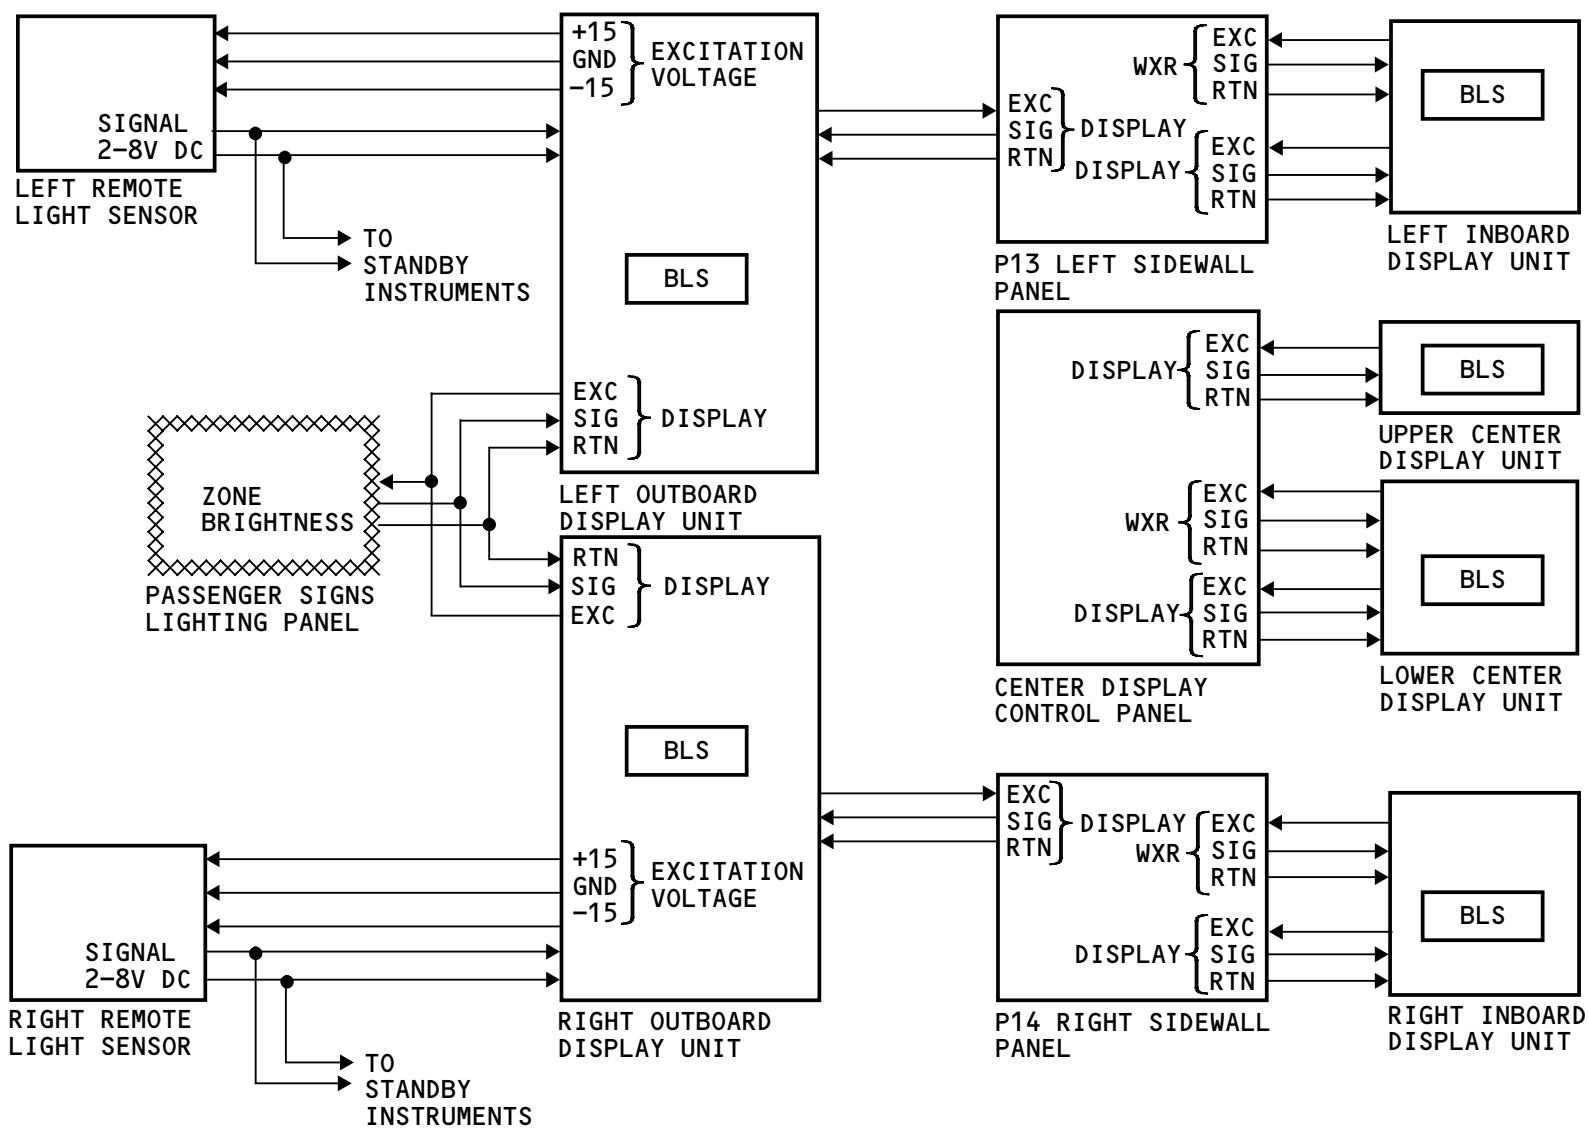 SIGNAL
2-8V DC
LEFT REMOTE
LIGHT SENSOR
TO
STANDBY
INSTRUMENTS
+15
GND
-15
EXCITATION
VOLTAGE
BLS
EXC
SIG
RTN
DISPLAY
LEFT OUTBOARD
DISPLAY UNIT
ZONE
BRIGHTNESS
PASSENGER SIGNS
LIGHTING PANEL
RTN
SIG
EXC
DISPLAY
BLS
+15
GND
-15
EXCITATION
VOLTAGE
RIGHT OUTBOARD
DISPLAY UNIT
SIGNAL
2-8V DC
RIGHT REMOTE
LIGHT SENSOR
TO
STANDBY
INSTRUMENTS
EXC
SIG
RTN
DISPLAY
WXR
EXC
SIG
RTN
DISPLAY
EXC
SIG
RTN
P13 LEFT SIDEWALL
PANEL
BLS
LEFT INBOARD
DISPLAY UNIT
DISPLAY
EXC
SIG
RTN
WXR
EXC
SIG
RTN
DISPLAY
EXC
SIG
RTN
CENTER DISPLAY
CONTROL PANEL
BLS
UPPER CENTER
DISPLAY UNIT
BLS
LOWER CENTER
DISPLAY UNIT
EXC
SIG
RTN
DISPLAY
WXR
EXC
SIG
RTN
DISPLAY
EXC
SIG
RTN
P14 RIGHT SIDEWALL
PANEL
BLS
RIGHT INBOARD
DISPLAY UNIT